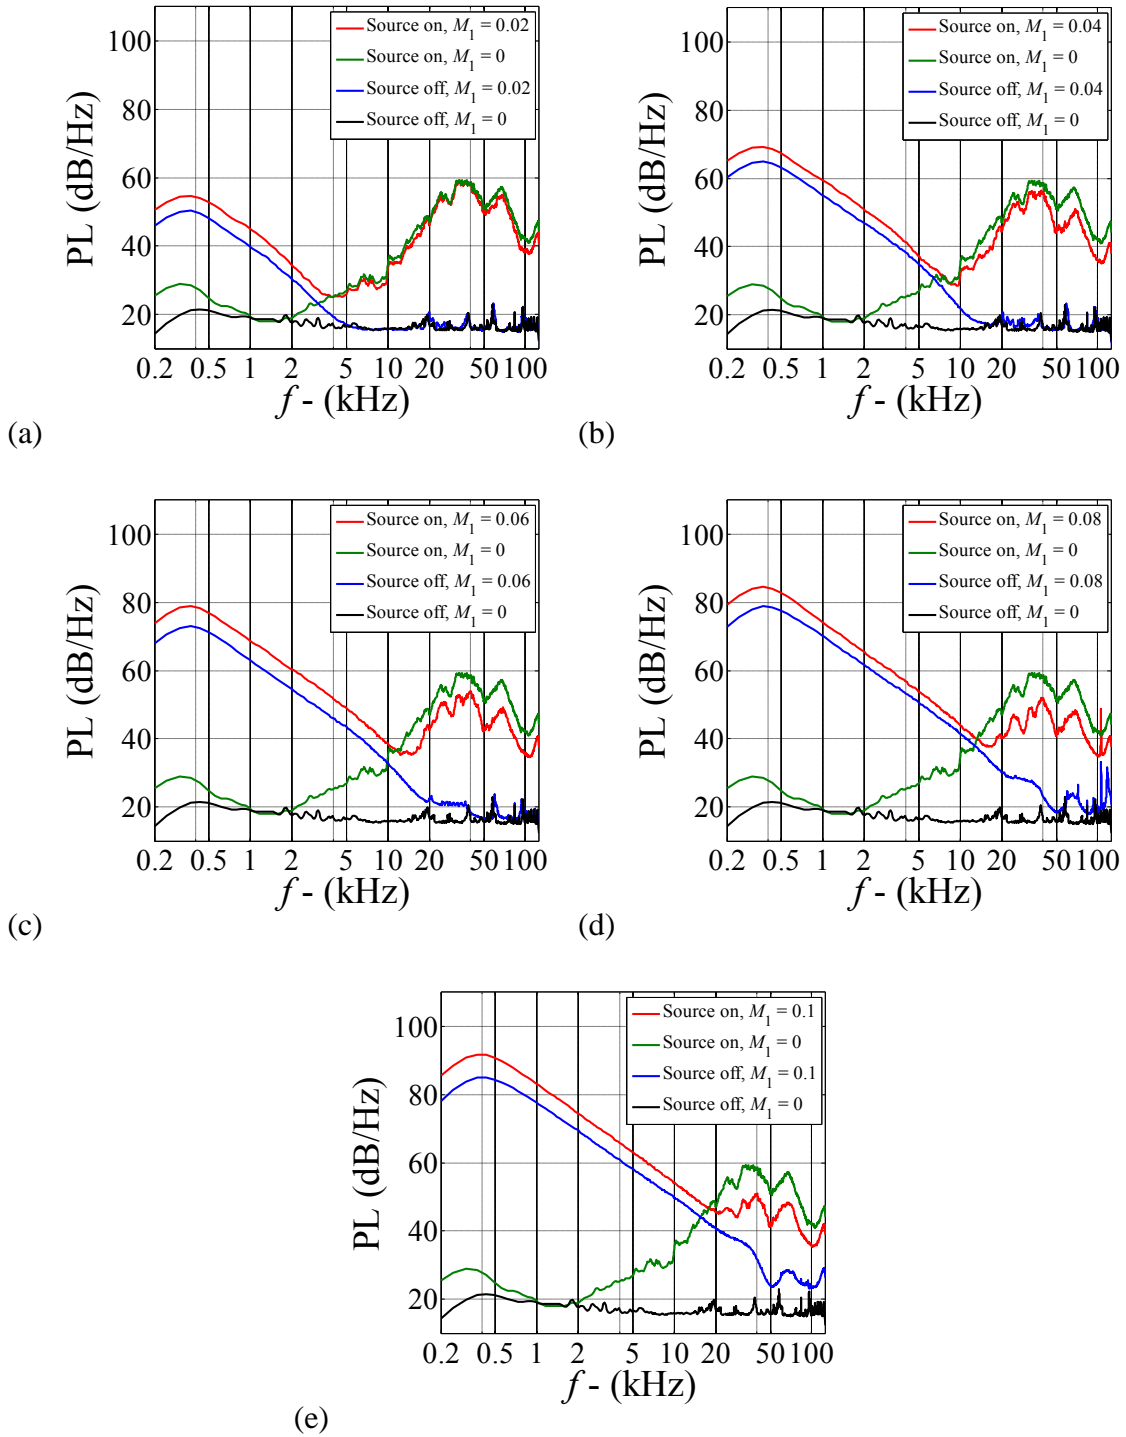 PL (dB/Hz)
100
80
60
40
20
Source on, M1 = 0.02
Source on, M1 = 0
Source off, M1 = 0.02
Source off, M1 = 0
0.2 0.5 1 2 5 10 20 50 100
f - (kHz)
(a)
PL (dB/Hz)
100
80
60
40
20
Source on, M1 = 0.04
Source on, M1 = 0
Source off, M1 = 0.04
Source off, M1 = 0
0.2 0.5 1 2 5 10 20 50 100
f - (kHz)
(b)
PL (dB/Hz)
100
80
60
40
20
Source on, M1 = 0.06
Source on, M1 = 0
Source off, M1 = 0.06
Source off, M1 = 0
0.2 0.5 1 2 5 10 20 50 100
f - (kHz)
(c)
PL (dB/Hz)
100
80
60
40
20
Source on, M1 = 0.08
Source on, M1 = 0
Source off, M1 = 0.08
Source off, M1 = 0
0.2 0.5 1 2 5 10 20 50 100
f - (kHz)
(d)
PL (dB/Hz)
100
80
60
40
20
Source on, M1 = 0.1
Source on, M1 = 0
Source off, M1 = 0.1
Source off, M1 = 0
0.2 0.5 1 2 5 10 20 50 100
f - (kHz)
(e)